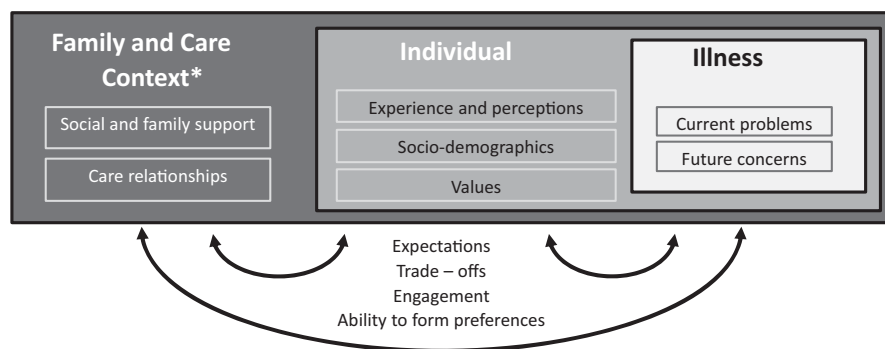 Family and Care
Context*
Social and family support
Care relationships
Individual
Experience and perceptions
Socio-demographics
Values
Illness
Current problems
Future concerns
Expectations
Trade – offs
Engagement
Ability to form preferences